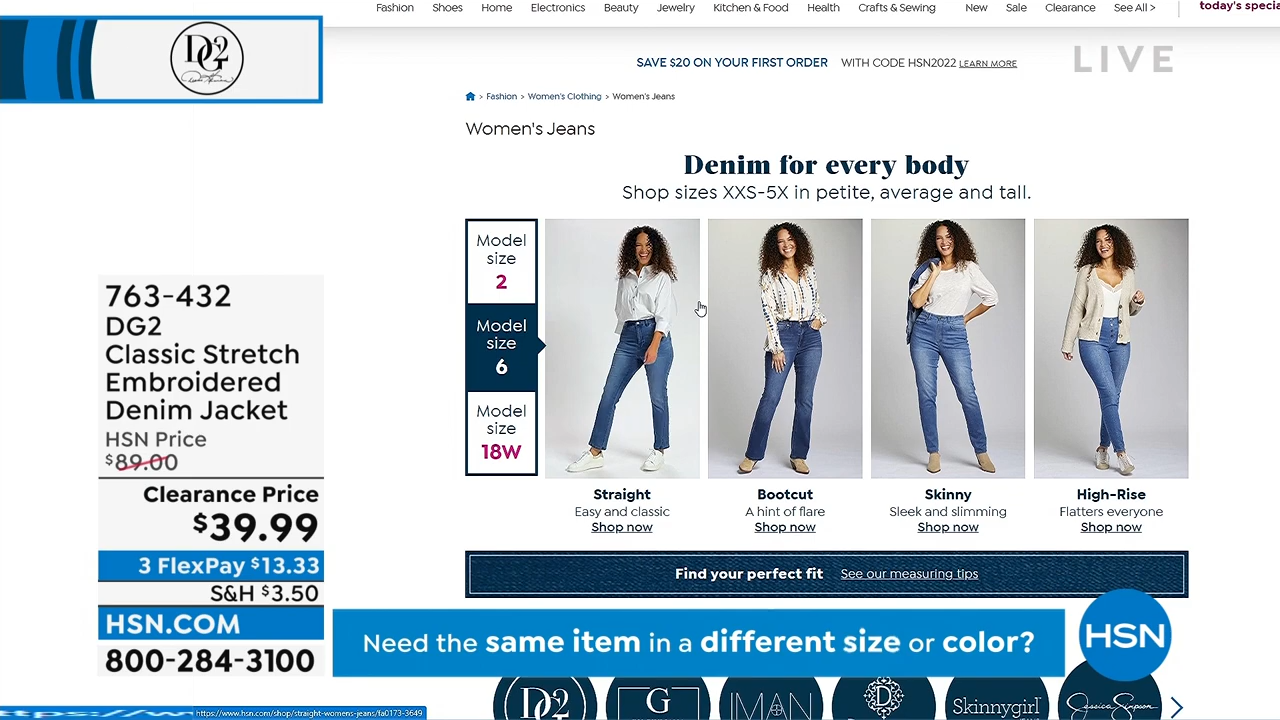 Fashion Shoes Home Electronics Beauty Jewelry Kitchen & Food Health Crafts & Sewing New Sale Clearance See All > today's specia
DG2
SAVE $20 ON YOUR FIRST ORDER WITH CODE HSN2022 LEARN MORE
LIVE
> Fashion > Women's Clothing > Women's Jeans
Women's Jeans
Denim for every body
Shop sizes XXS-5X in petite, average and tall.
Model size 2
Model size 6
Model size 18W
Straight
Easy and classic
Shop now
Bootcut
A hint of flare
Shop now
Skinny
Sleek and slimming
Shop now
High-Rise
Flatters everyone
Shop now
Find your perfect fit See our measuring tips
763-432
DG2
Classic Stretch
Embroidered
Denim Jacket
HSN Price
$89.00
Clearance Price
$39.99
3 FlexPay $13.33
S&H $3.50
HSN.COM
800-284-3100
Need the same item in a different size or color?
HSN
DG2
G
IMAN
D
Skinnygirl
Jessica Simpson
https://www.hsn.com/shop/straight-womens-jeans/fa0173-3649